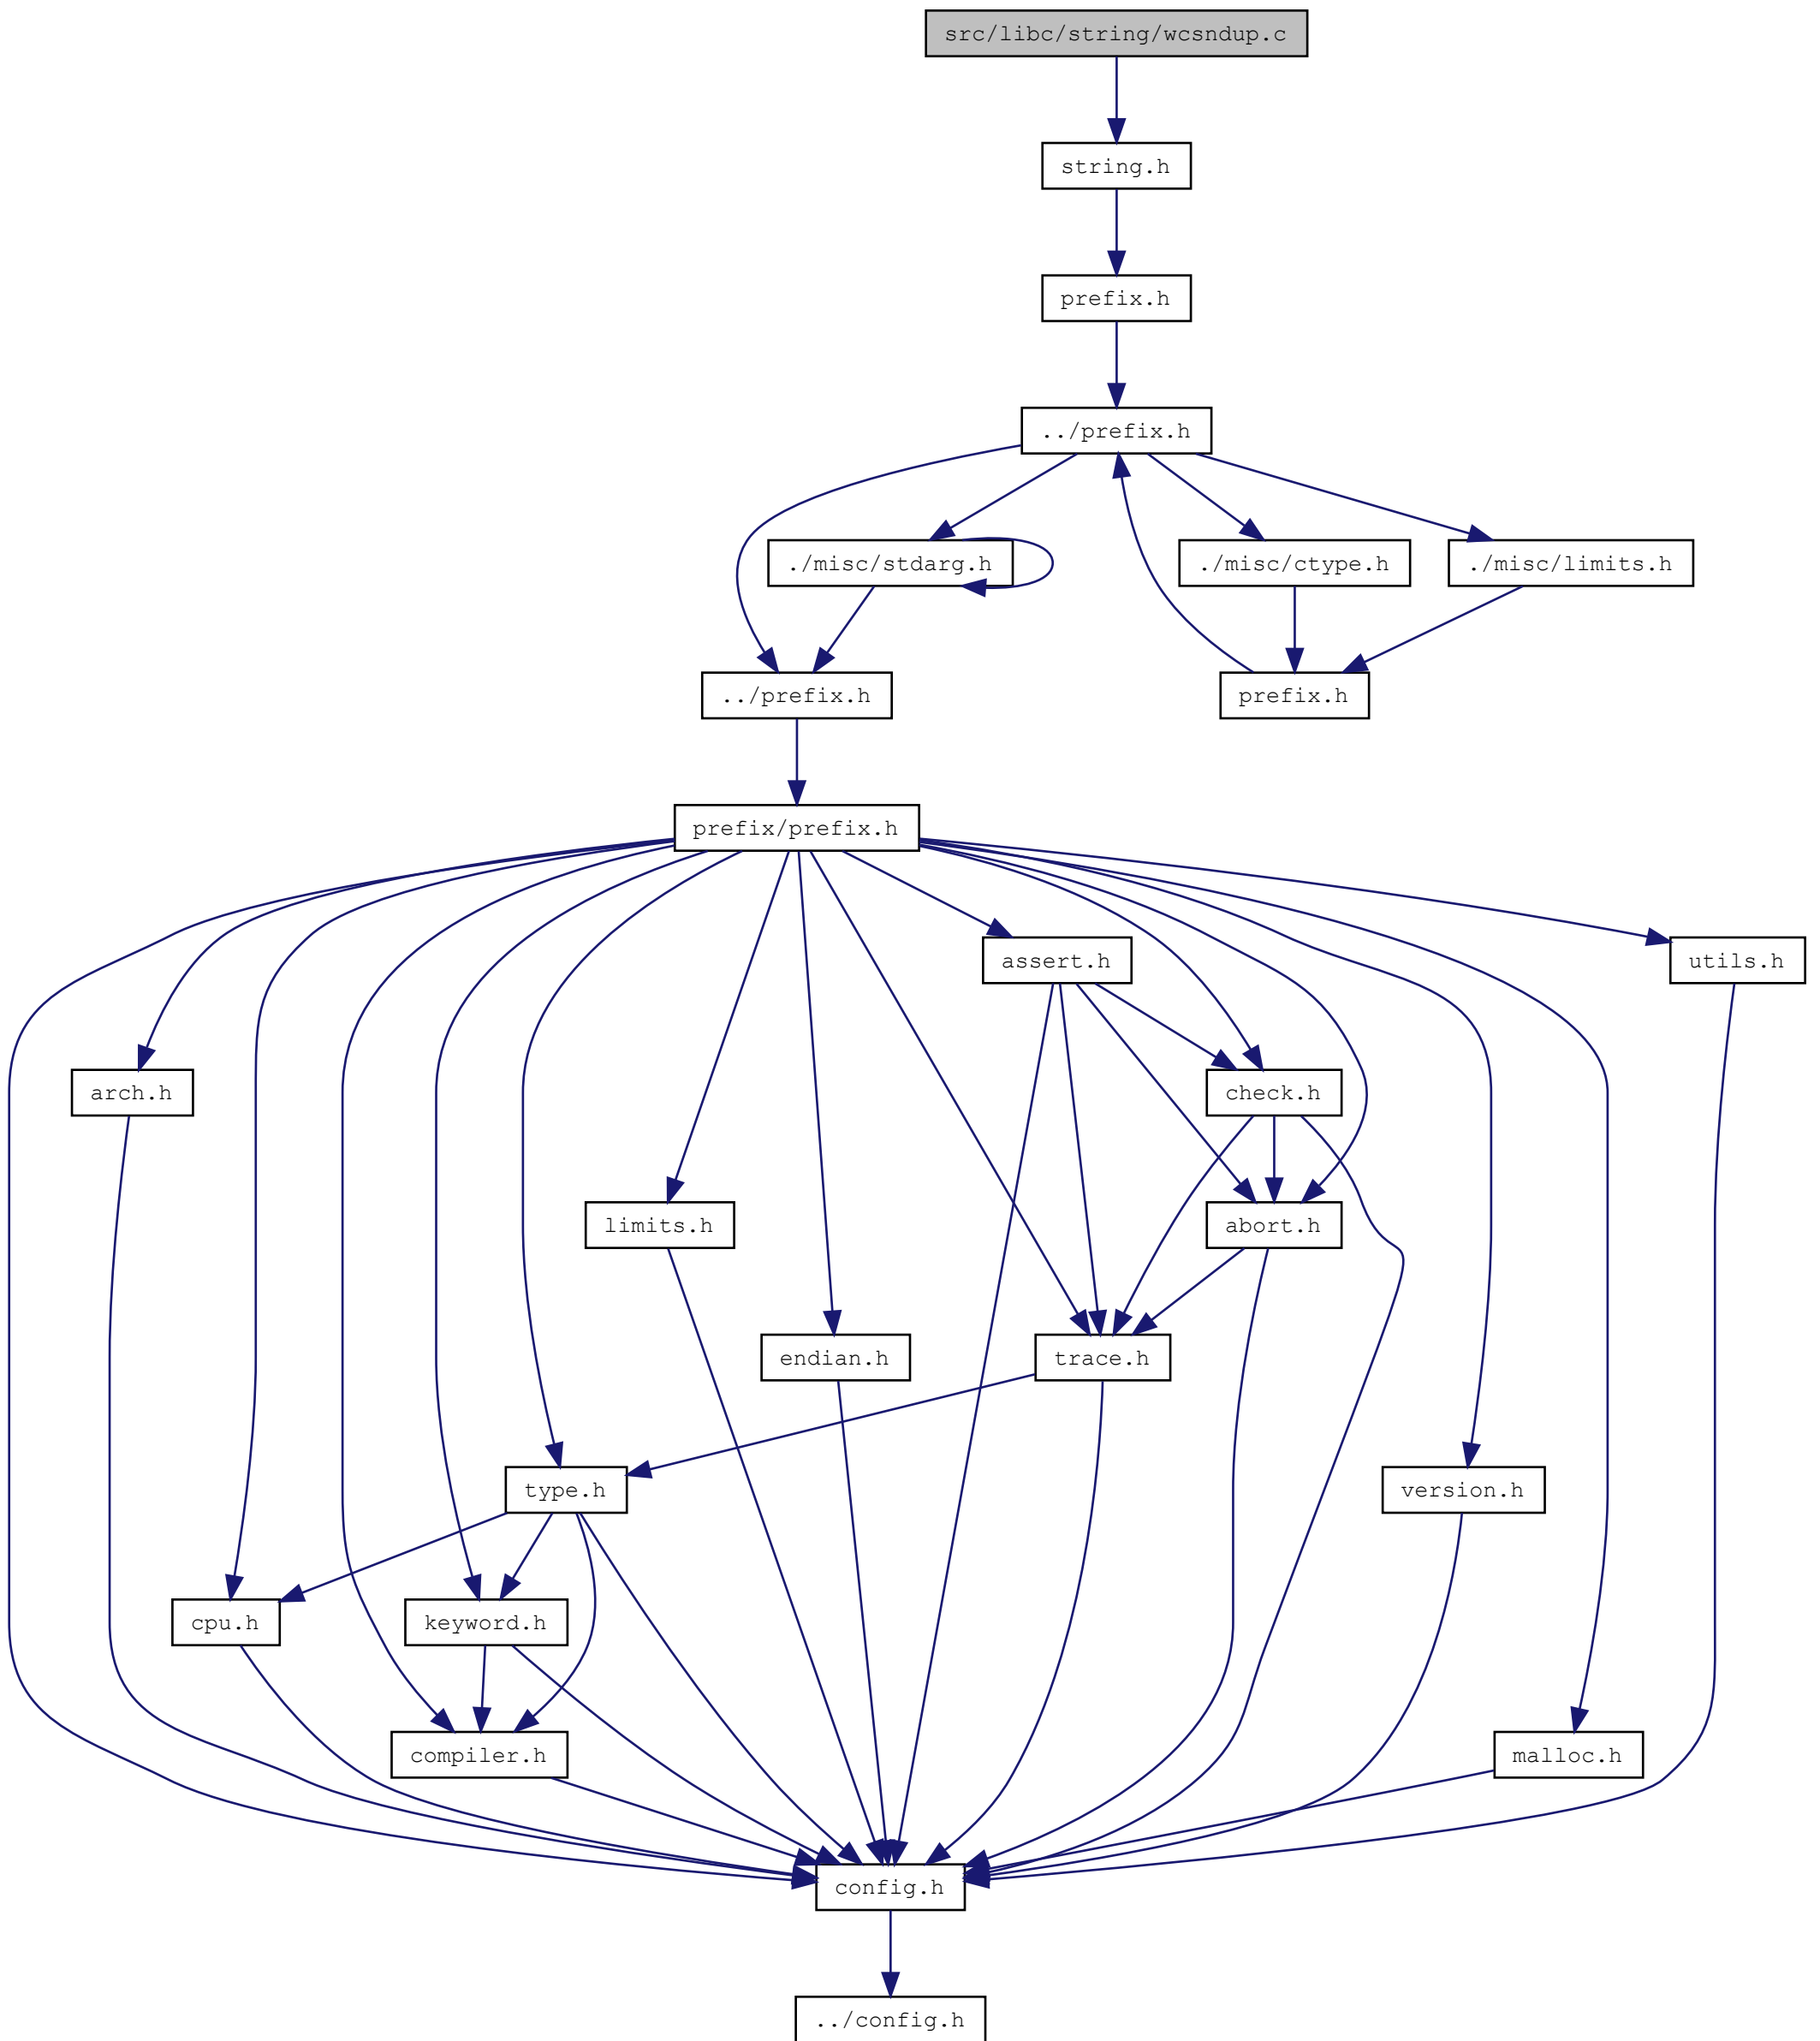 src/libc/string/wcsndup.c
string.h
prefix.h
../prefix.h
./misc/stdarg.h
./misc/ctype.h
./misc/limits.h
../prefix.h
prefix.h
prefix/prefix.h
assert.h
utils.h
arch.h
check.h
limits.h
abort.h
endian.h
trace.h
type.h
version.h
cpu.h
keyword.h
compiler.h
malloc.h
config.h
../config.h